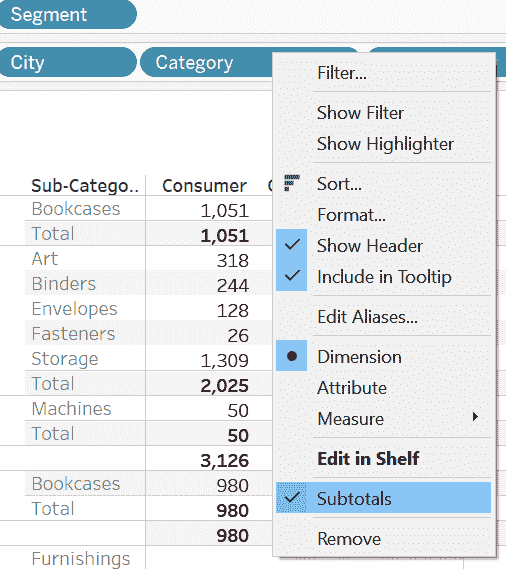 Segment
City Category
Filter...
Show Filter
Show Highlighter
Sort...
Format...
Show Header
Include in Tooltip
Edit Aliases...
Dimension
Attribute
Measure
Edit in Shelf
Subtotals
Remove
Sub-Catego.. Consumer
Bookcases 1,051
Total 1,051
Art 318
Binders 244
Envelopes 128
Fasteners 26
Storage 1,309
Total 2,025
Machines 50
Total 50
3,126
Bookcases 980
Total 980
980
Furnishings